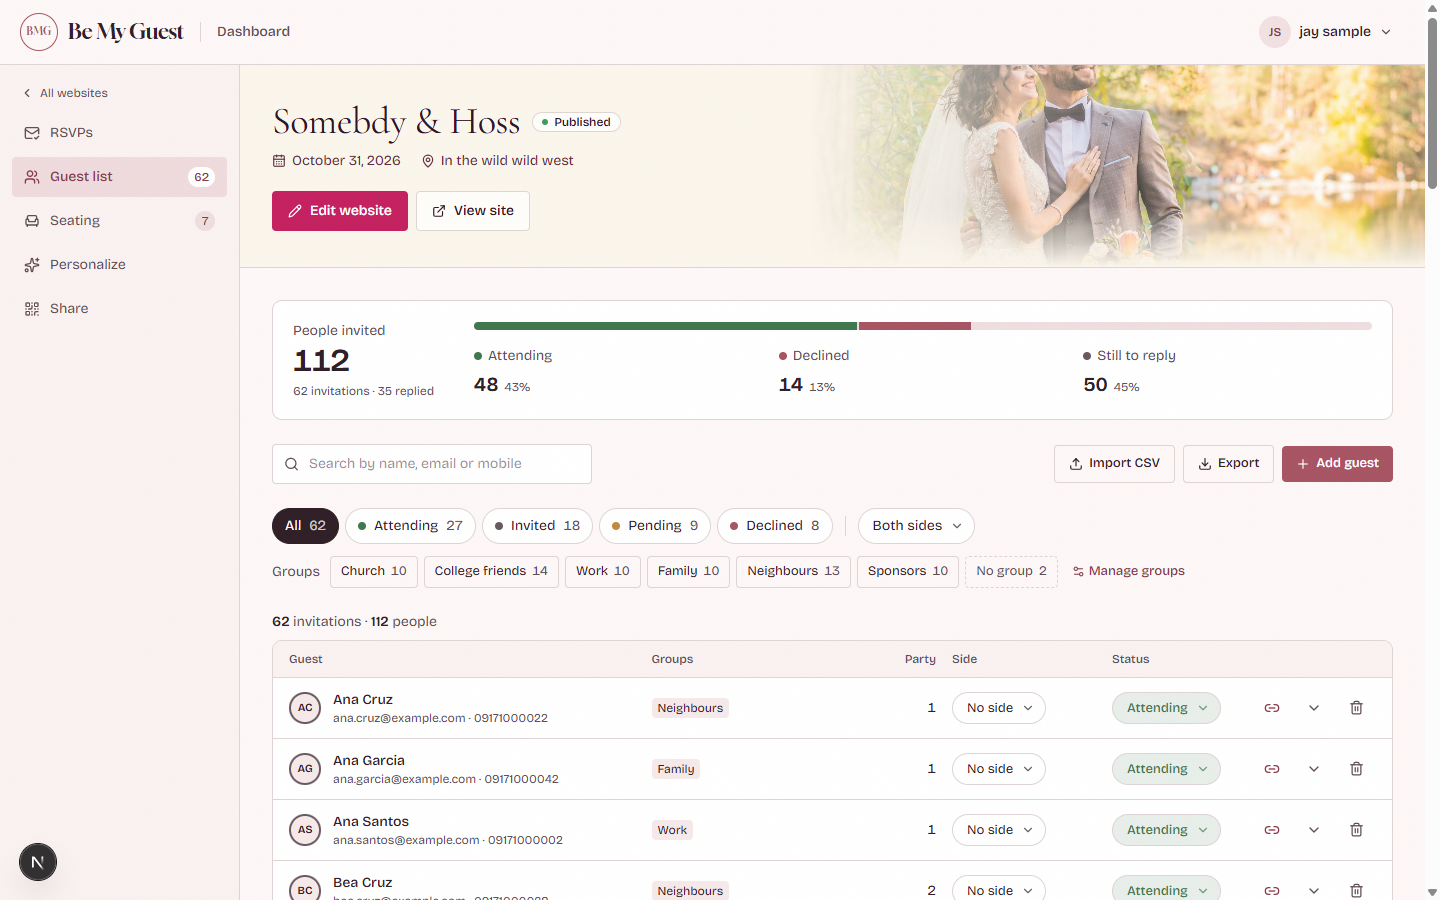 BMG Be My Guest Dashboard JS jay sample
All websites
RSVPs
Guest list 62
Seating 7
Personalize
Share
Somebdy & Hoss Published
October 31, 2026 In the wild wild west
Edit website View site
People invited
112
62 invitations · 35 replied
Attending Declined Still to reply
48 43% 14 13% 50 45%
Search by name, email or mobile Import CSV Export Add guest
All 62 Attending 27 Invited 18 Pending 9 Declined 8 Both sides
Groups Church 10 College friends 14 Work 10 Family 10 Neighbours 13 Sponsors 10 No group 2 Manage groups
62 invitations · 112 people
Guest Groups Party Side Status
AC Ana Cruz Neighbours 1 No side Attending
ana.cruz@example.com · 09171000022
AG Ana Garcia Family 1 No side Attending
ana.garcia@example.com · 09171000042
AS Ana Santos Work 1 No side Attending
ana.santos@example.com · 09171000002
BC Bea Cruz Neighbours 2 No side Attending
N